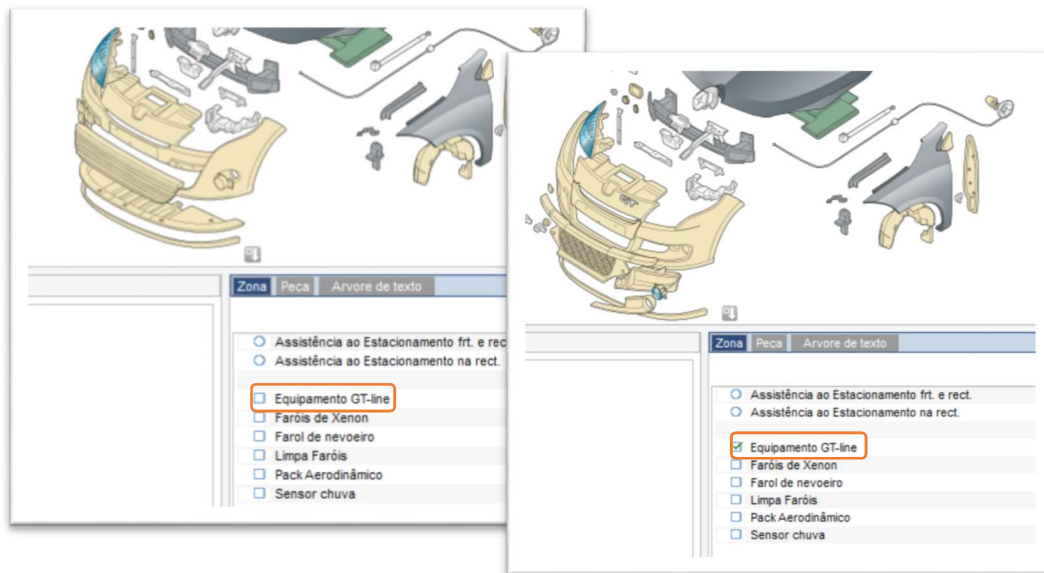 Zona Peça Arvore de texto
Assistência ao Estacionamento frt. e rec
Assistência ao Estacionamento na rect.
Equipamento GT-line
Faróis de Xenon
Farol de nevoeiro
Limpa Faróis
Pack Aerodinâmico
Sensor chuva
GT
Zona Peça Arvore de texto
Assistência ao Estacionamento frt. e rect.
Assistência ao Estacionamento na rect.
Equipamento GT-line
Faróis de Xenon
Farol de nevoeiro
Limpa Faróis
Pack Aerodinâmico
Sensor chuva